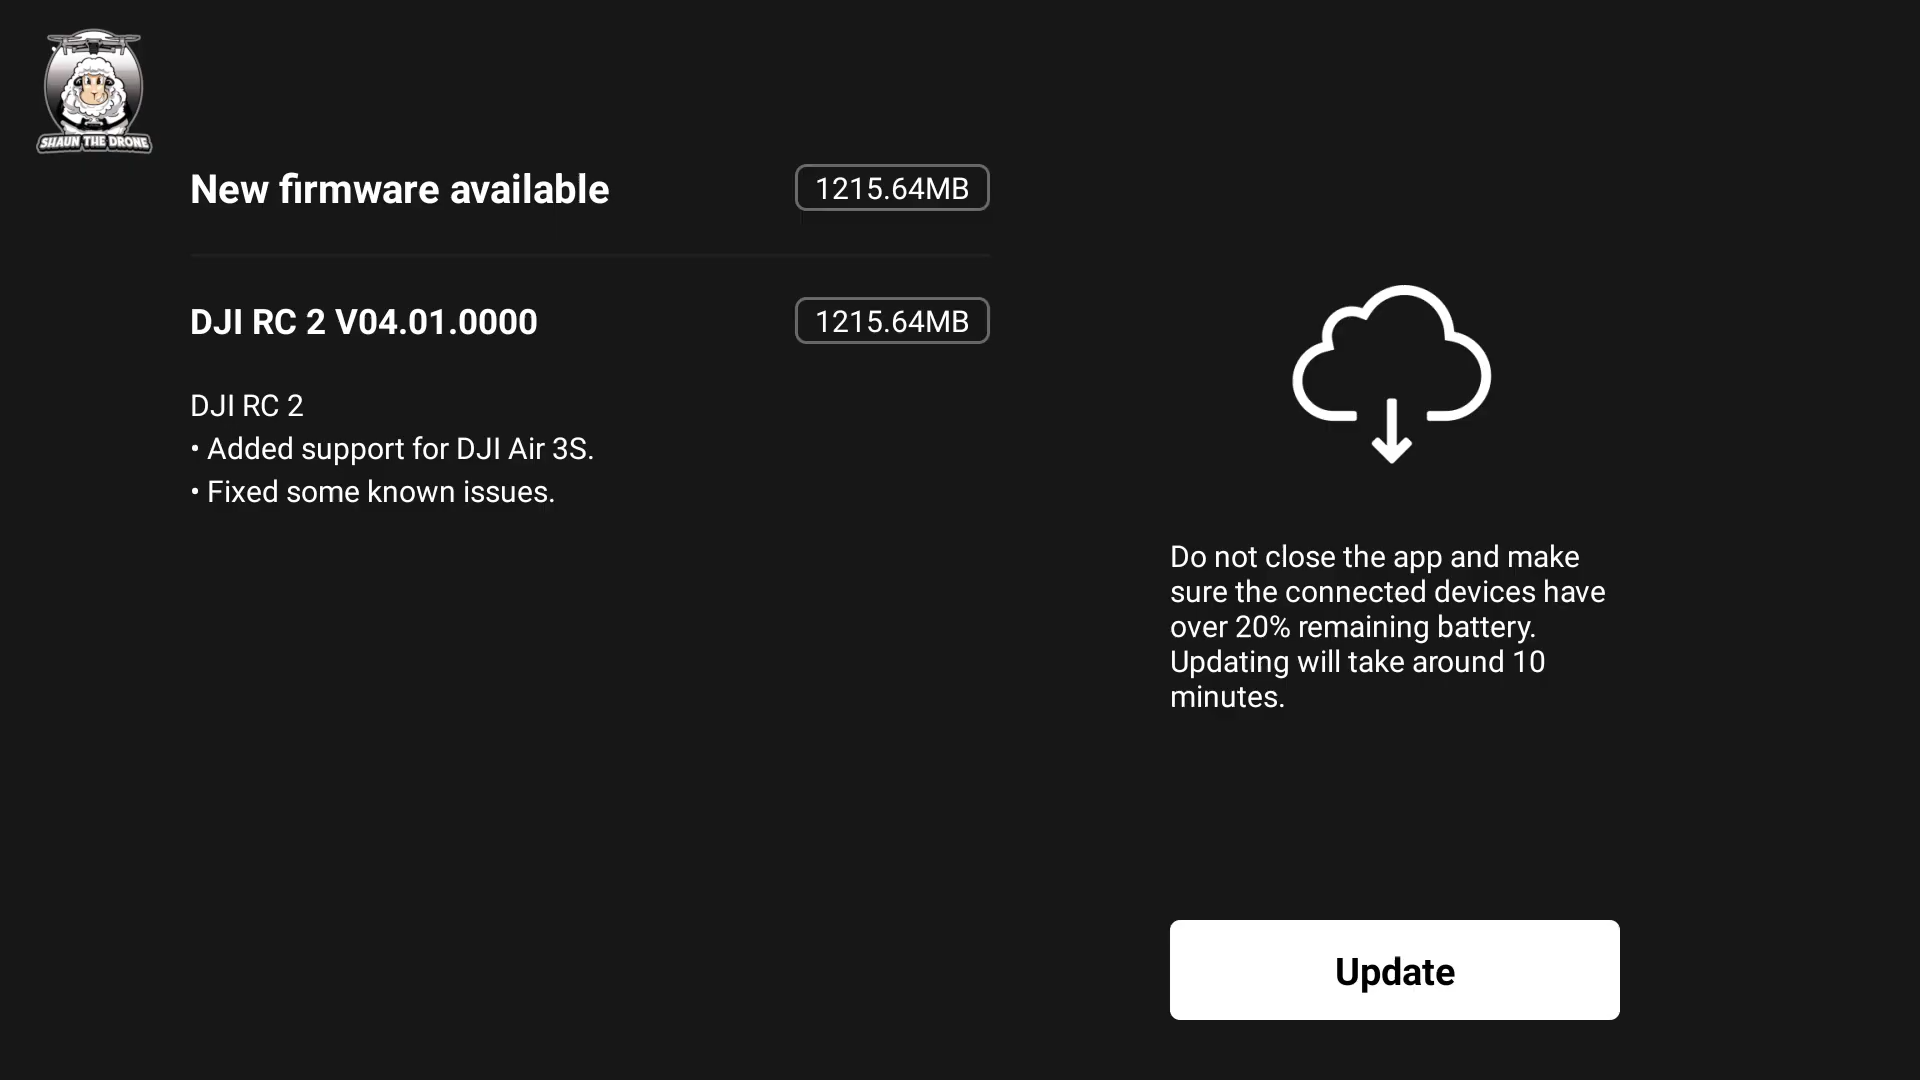 SHAUN THE DRONE
New firmware available
1215.64MB
DJI RC 2 V04.01.0000
1215.64MB
DJI RC 2
• Added support for DJI Air 3S.
• Fixed some known issues.
Do not close the app and make
sure the connected devices have
over 20% remaining battery.
Updating will take around 10
minutes.
Update